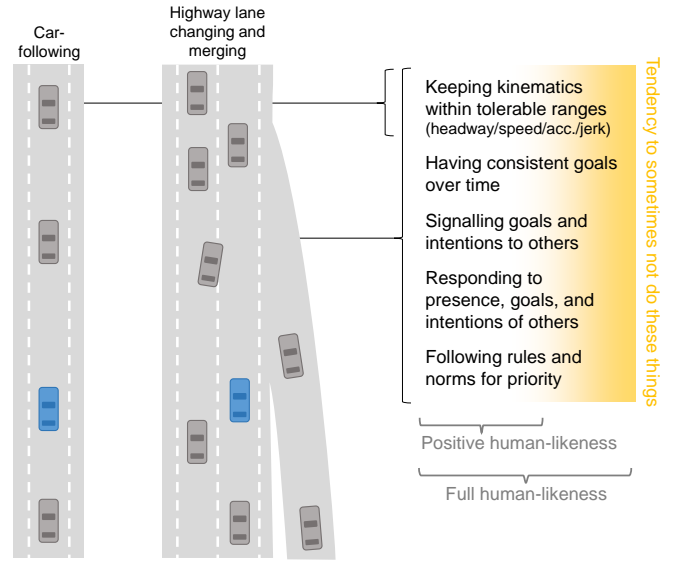 Car-
following
Highway lane
changing and
merging
Keeping kinematics
within tolerable ranges
(headway/speed/acc./jerk)
Having consistent goals
over time
Signalling goals and
intentions to others
Responding to
presence, goals, and
intentions of others
Following rules and
norms for priority
Tendency to sometimes not do these things
Positive human-likeness
Full human-likeness